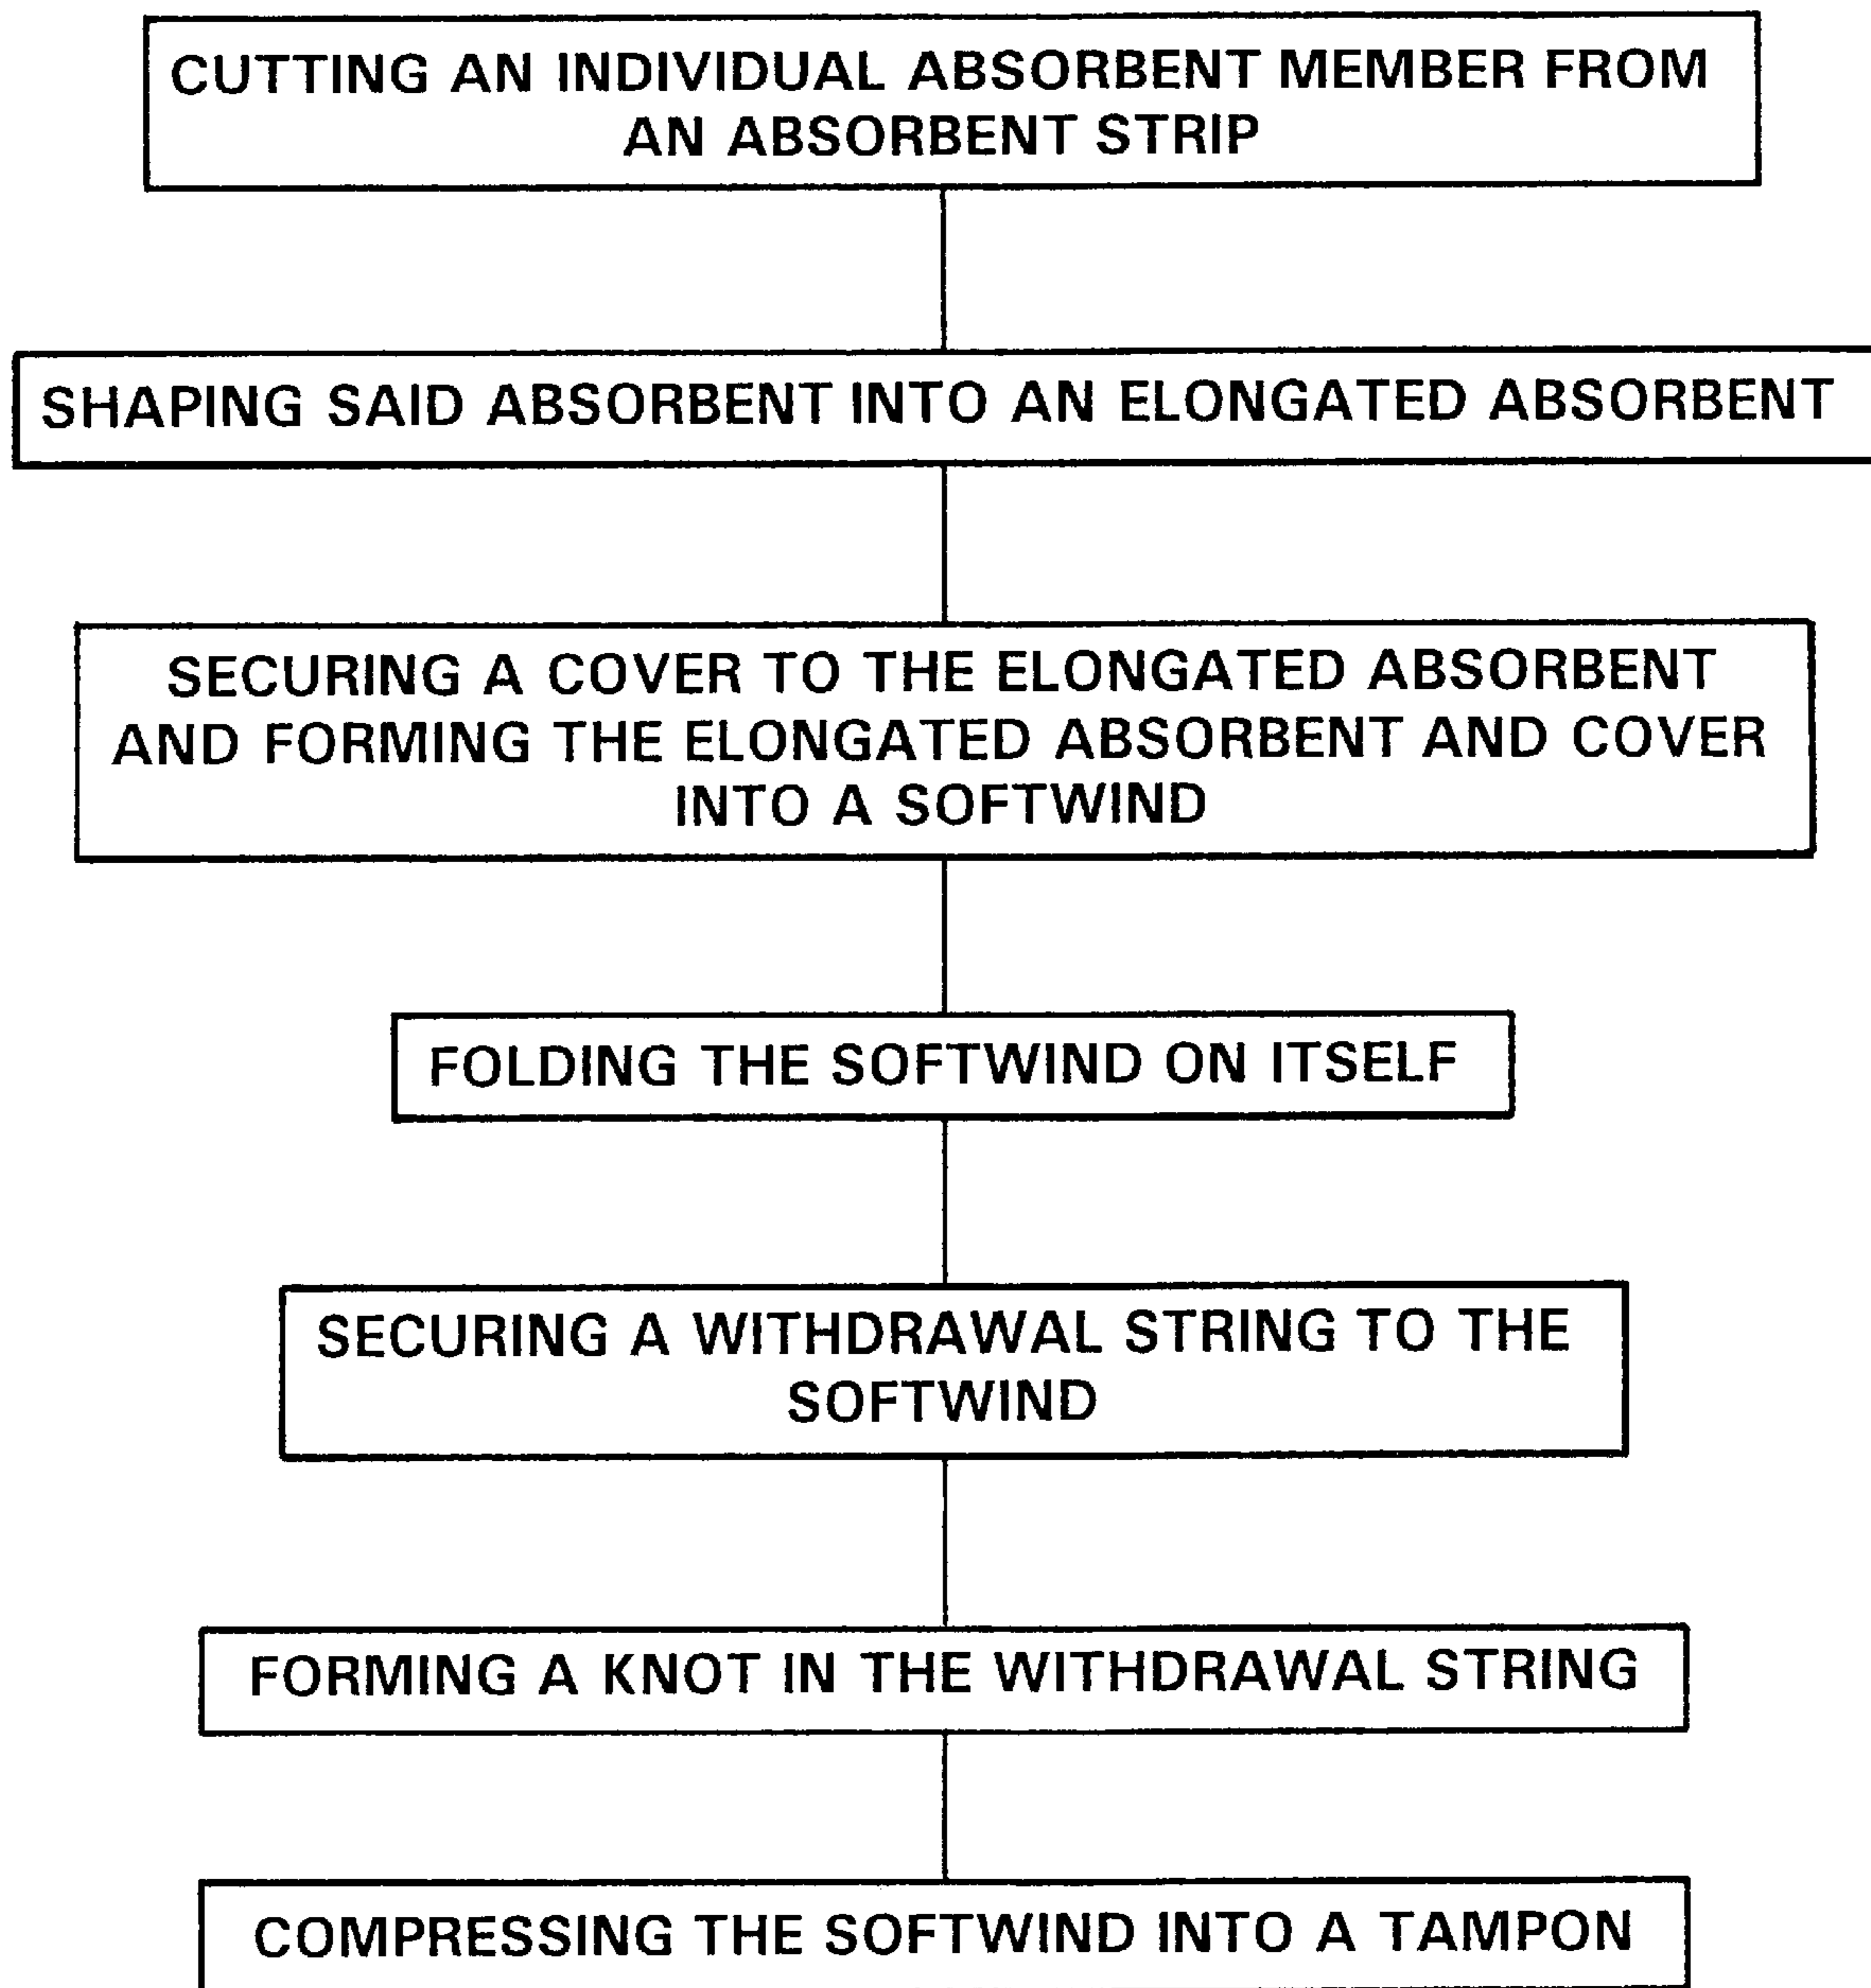 CUTTING AN INDIVIDUAL ABSORBENT MEMBER FROM
AN ABSORBENT STRIP
SHAPING SAID ABSORBENT INTO AN ELONGATED ABSORBENT
SECURING A COVER TO THE ELONGATED ABSORBENT
AND FORMING THE ELONGATED ABSORBENT AND COVER
INTO A SOFTWIND
FOLDING THE SOFTWIND ON ITSELF
SECURING A WITHDRAWAL STRING TO THE
SOFTWIND
FORMING A KNOT IN THE WITHDRAWAL STRING
COMPRESSING THE SOFTWIND INTO A TAMPON